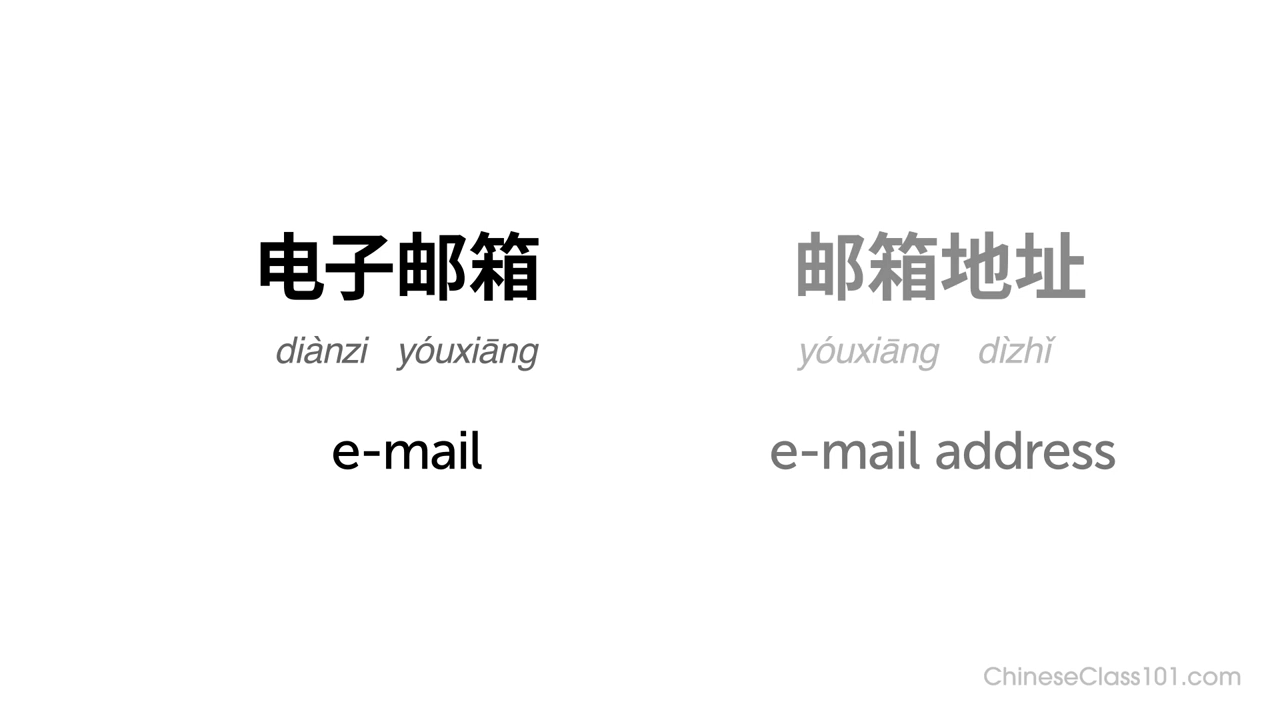 电子邮箱 邮箱地址
diànzi yóuxiāng yóuxiāng dìzhǐ
e-mail e-mail address
ChineseClass101.com